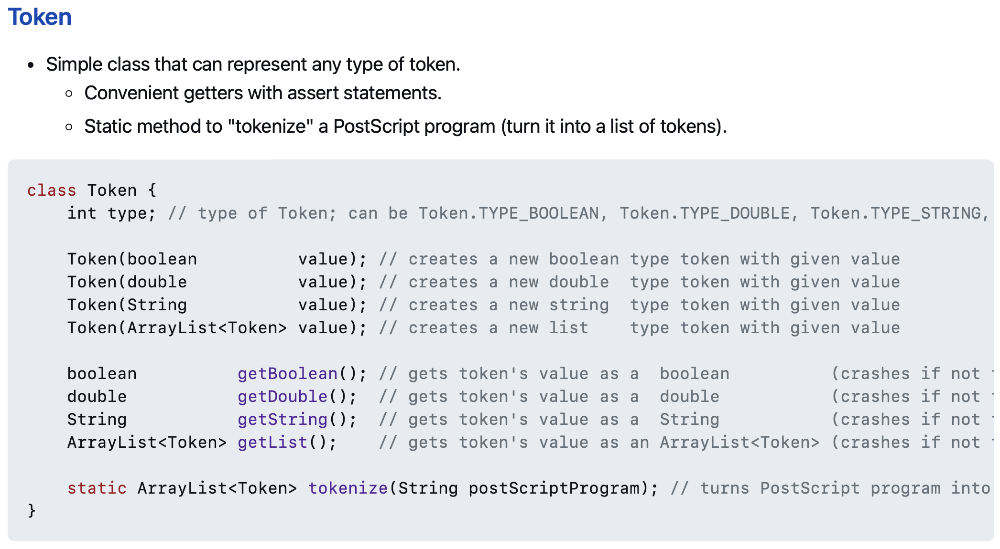 Token
• Simple class that can represent any type of token.
◦ Convenient getters with assert statements.
◦ Static method to "tokenize" a PostScript program (turn it into a list of tokens).
class Token {
    int type; // type of Token; can be Token.TYPE_BOOLEAN, Token.TYPE_DOUBLE, Token.TYPE_STRING,
    Token(boolean          value); // creates a new boolean type token with given value
    Token(double           value); // creates a new double  type token with given value
    Token(String           value); // creates a new string  type token with given value
    Token(ArrayList<Token> value); // creates a new list    type token with given value
    boolean          getBoolean(); // gets token's value as a  boolean          (crashes if not
    double           getDouble();  // gets token's value as a  double           (crashes if not
    String           getString();  // gets token's value as a  String           (crashes if not
    ArrayList<Token> getList();    // gets token's value as an ArrayList<Token> (crashes if not
    static ArrayList<Token> tokenize(String postScriptProgram); // turns PostScript program into
}